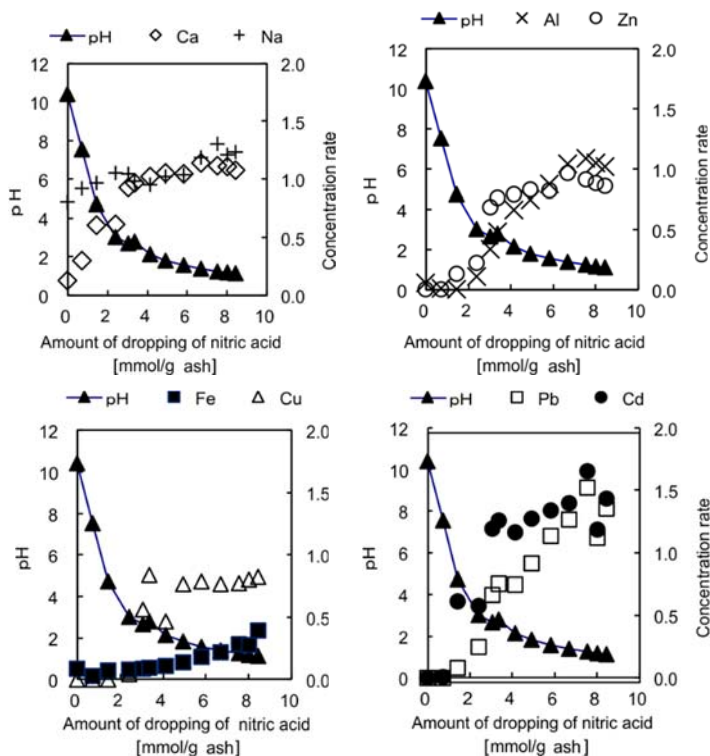 pH Ca Na
12 2.0
10
1.5
8
6 1.0
4
0.5
2
0 0.0
0 2 4 6 8 10
pH
Concentration rate
Amount of dropping of nitric acid
[mmol/g ash]
pH Al Zn
12 2.0
10
1.5
8
6 1.0
4
0.5
2
0 0.0
0 2 4 6 8 10
pH
Concentration rate
Amount of dropping of nitric acid
[mmol/g ash]
pH Fe Cu
12 2.0
10
1.5
8
6 1.0
4
0.5
2
0 0.0
0 2 4 6 8 10
pH
Amount of dropping of nitric acid
[mmol/g ash]
pH Pb Cd
2.0
10
1.5
8
6 1.0
4
0.5
2
0 0.0
0 2 4 6 8 10
pH
Concentration rate
Amount of dropping of nitric acid
[mmol/g ash]